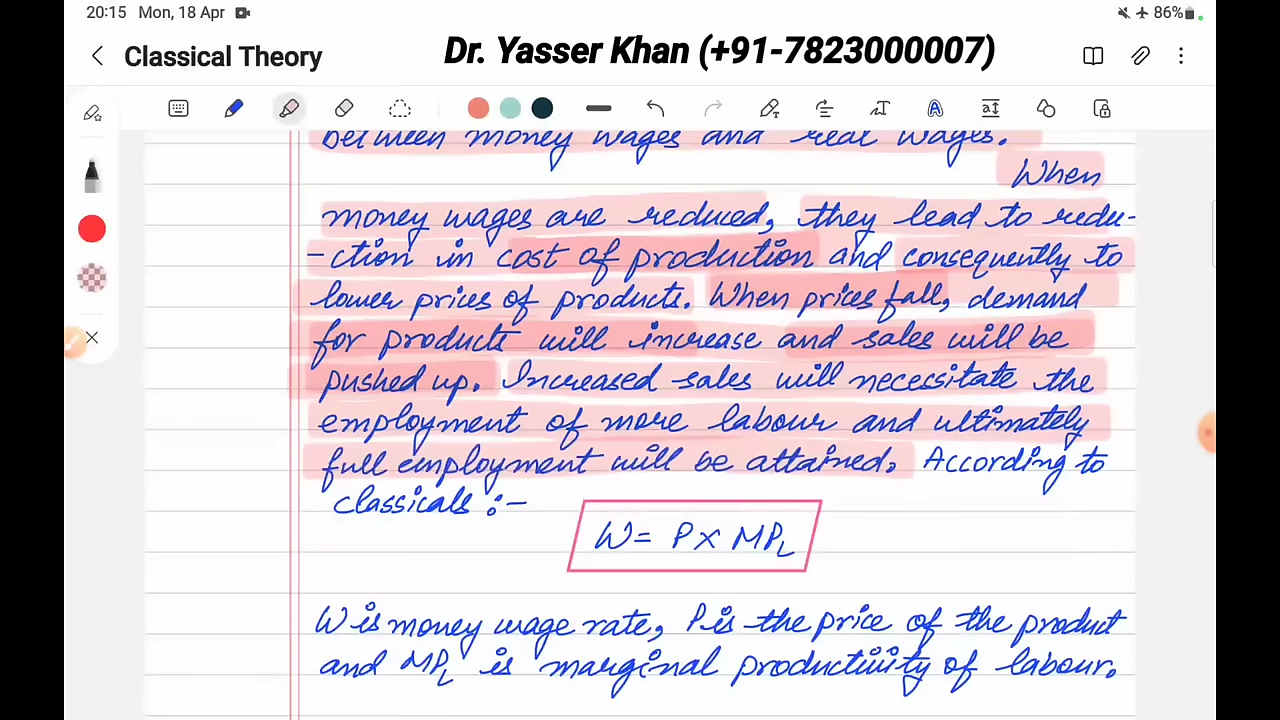 20:15 Mon, 18 Apr
86%
Classical Theory
Dr. Yasser Khan (+91-7823000007)
between money wages and real wages.
When
money wages are reduced, they lead to redu-
-ction in cost of production and consequently to
lower prices of products. When prices fall, demand
for products will increase and sales will be
pushed up. Increased sales will necessitate the
employment of more labour and ultimately
full employment will be attained. According to
classicals :-
W = P X MPL
W is money wage rate, P is the price of the product
and MPL is marginal productivity of labour.